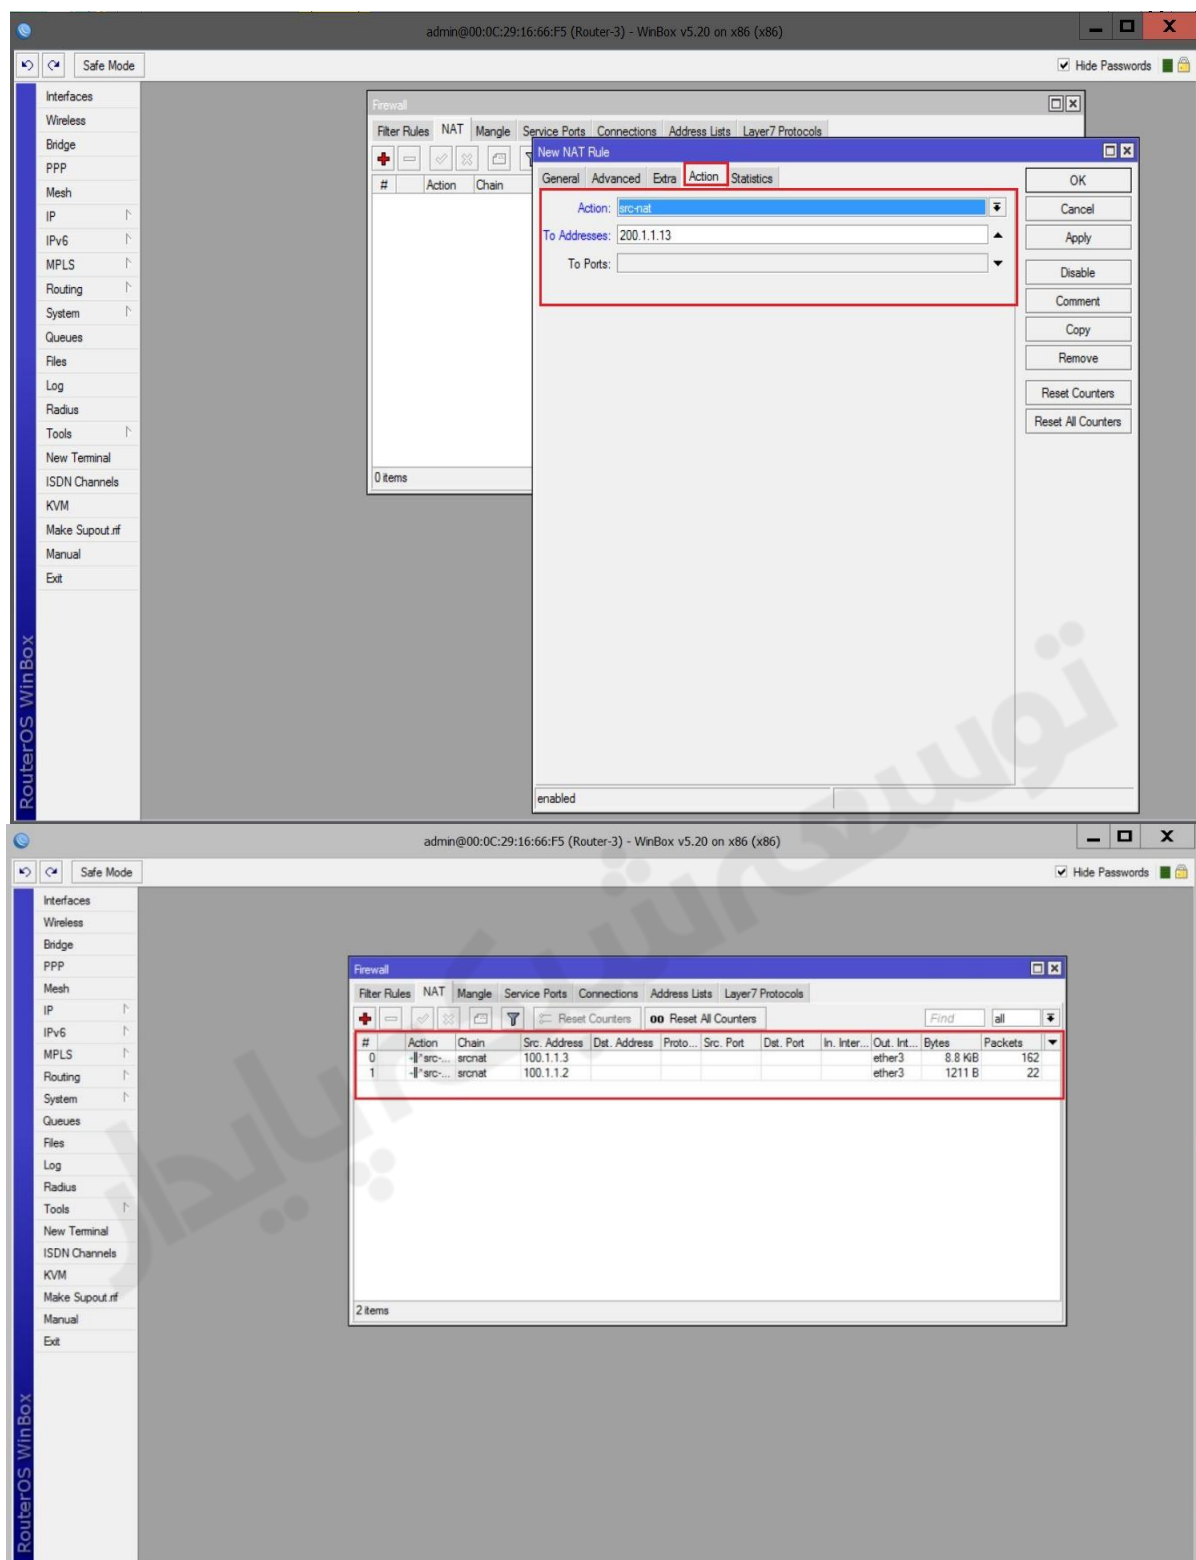 admin@00:0C:29:16:66:F5 (Router-3) - WinBox v5.20 on x86 (x86)
Safe Mode
Hide Passwords
Interfaces
Wireless
Bridge
PPP
Mesh
IP
IPv6
MPLS
Routing
System
Queues
Files
Log
Radius
Tools
New Terminal
ISDN Channels
KVM
Make Supout.rif
Manual
Exit
RouterOS WinBox
Firewall
Filter Rules NAT Mangle Service Ports Connections Address Lists Layer7 Protocols
# Action Chain
0 items
New NAT Rule
General Advanced Extra Action Statistics
Action: src-nat
To Addresses: 200.1.1.13
To Ports:
OK
Cancel
Apply
Disable
Comment
Copy
Remove
Reset Counters
Reset All Counters
enabled
admin@00:0C:29:16:66:F5 (Router-3) - WinBox v5.20 on x86 (x86)
Safe Mode
Hide Passwords
Interfaces
Wireless
Bridge
PPP
Mesh
IP
IPv6
MPLS
Routing
System
Queues
Files
Log
Radius
Tools
New Terminal
ISDN Channels
KVM
Make Supout.rif
Manual
Exit
RouterOS WinBox
Firewall
Filter Rules NAT Mangle Service Ports Connections Address Lists Layer7 Protocols
Reset Counters 00 Reset All Counters Find all
# Action Chain Src. Address Dst. Address Proto... Src. Port Dst. Port In. Inter... Out. Int... Bytes Packets
0 src-... srcnat 100.1.1.3 ether3 8.8 KiB 162
1 src-... srcnat 100.1.1.2 ether3 1211 B 22
2 items
توسعه شبکه پایدار